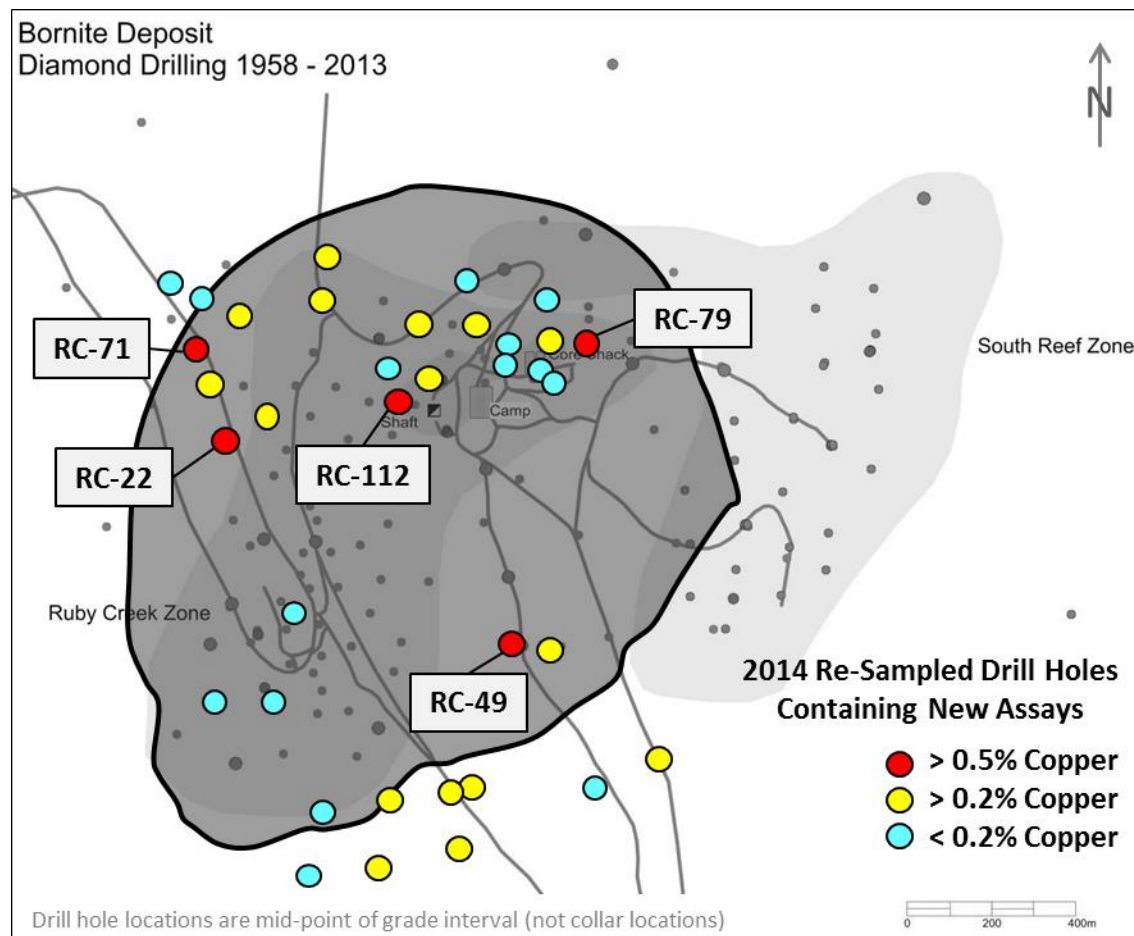 Bornite Deposit
Diamond Drilling 1958 - 2013
N
RC-79
RC-71
South Reef Zone
Core Shack
Camp
Shaft
RC-22
RC-112
Ruby Creek Zone
RC-49
2014 Re-Sampled Drill Holes
Containing New Assays
> 0.5% Copper
> 0.2% Copper
< 0.2% Copper
Drill hole locations are mid-point of grade interval (not collar locations)
0 200 400m